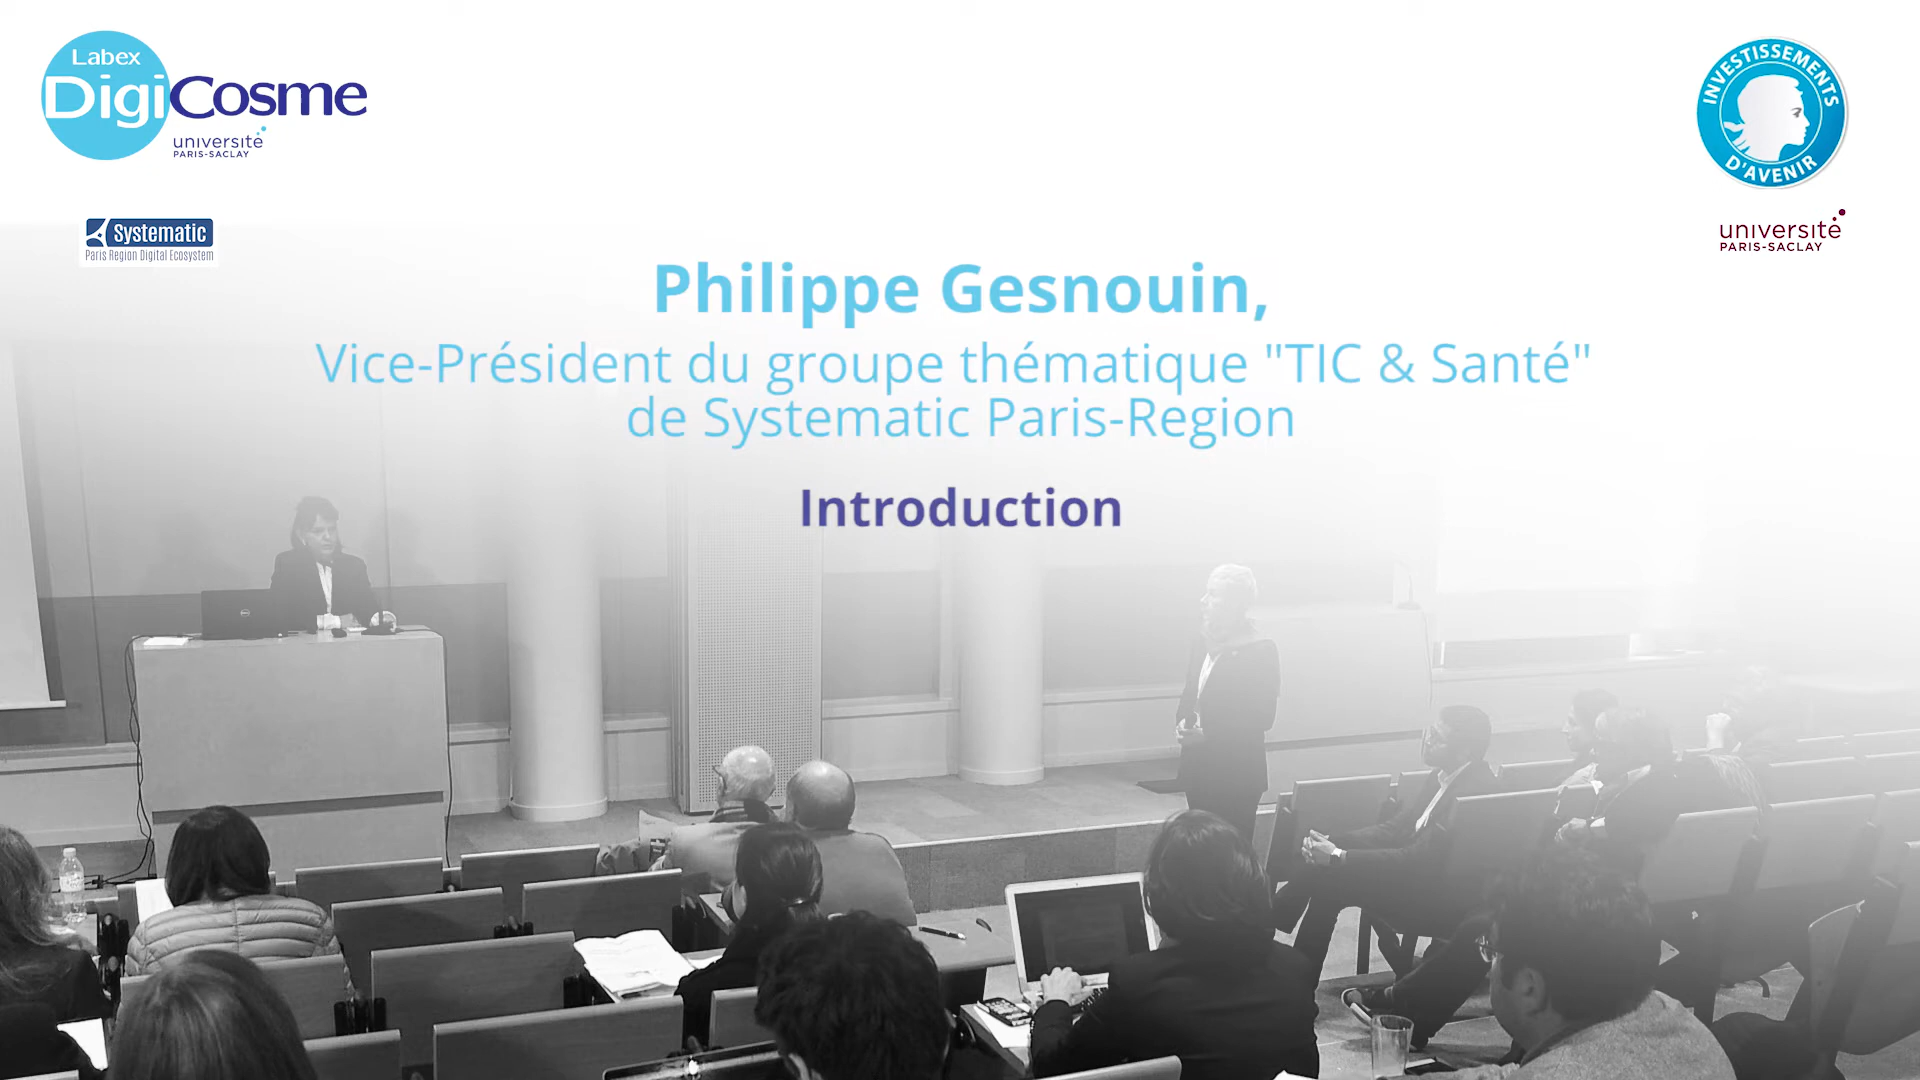 Labex
DigiCosme
université
PARIS-SACLAY
INVESTISSEMENTS
D'AVENIR
université
PARIS-SACLAY
Systematic
Paris Region Digital Ecosystem
Philippe Gesnouin,
Vice-Président du groupe thématique "TIC & Santé"
de Systematic Paris-Region
Introduction